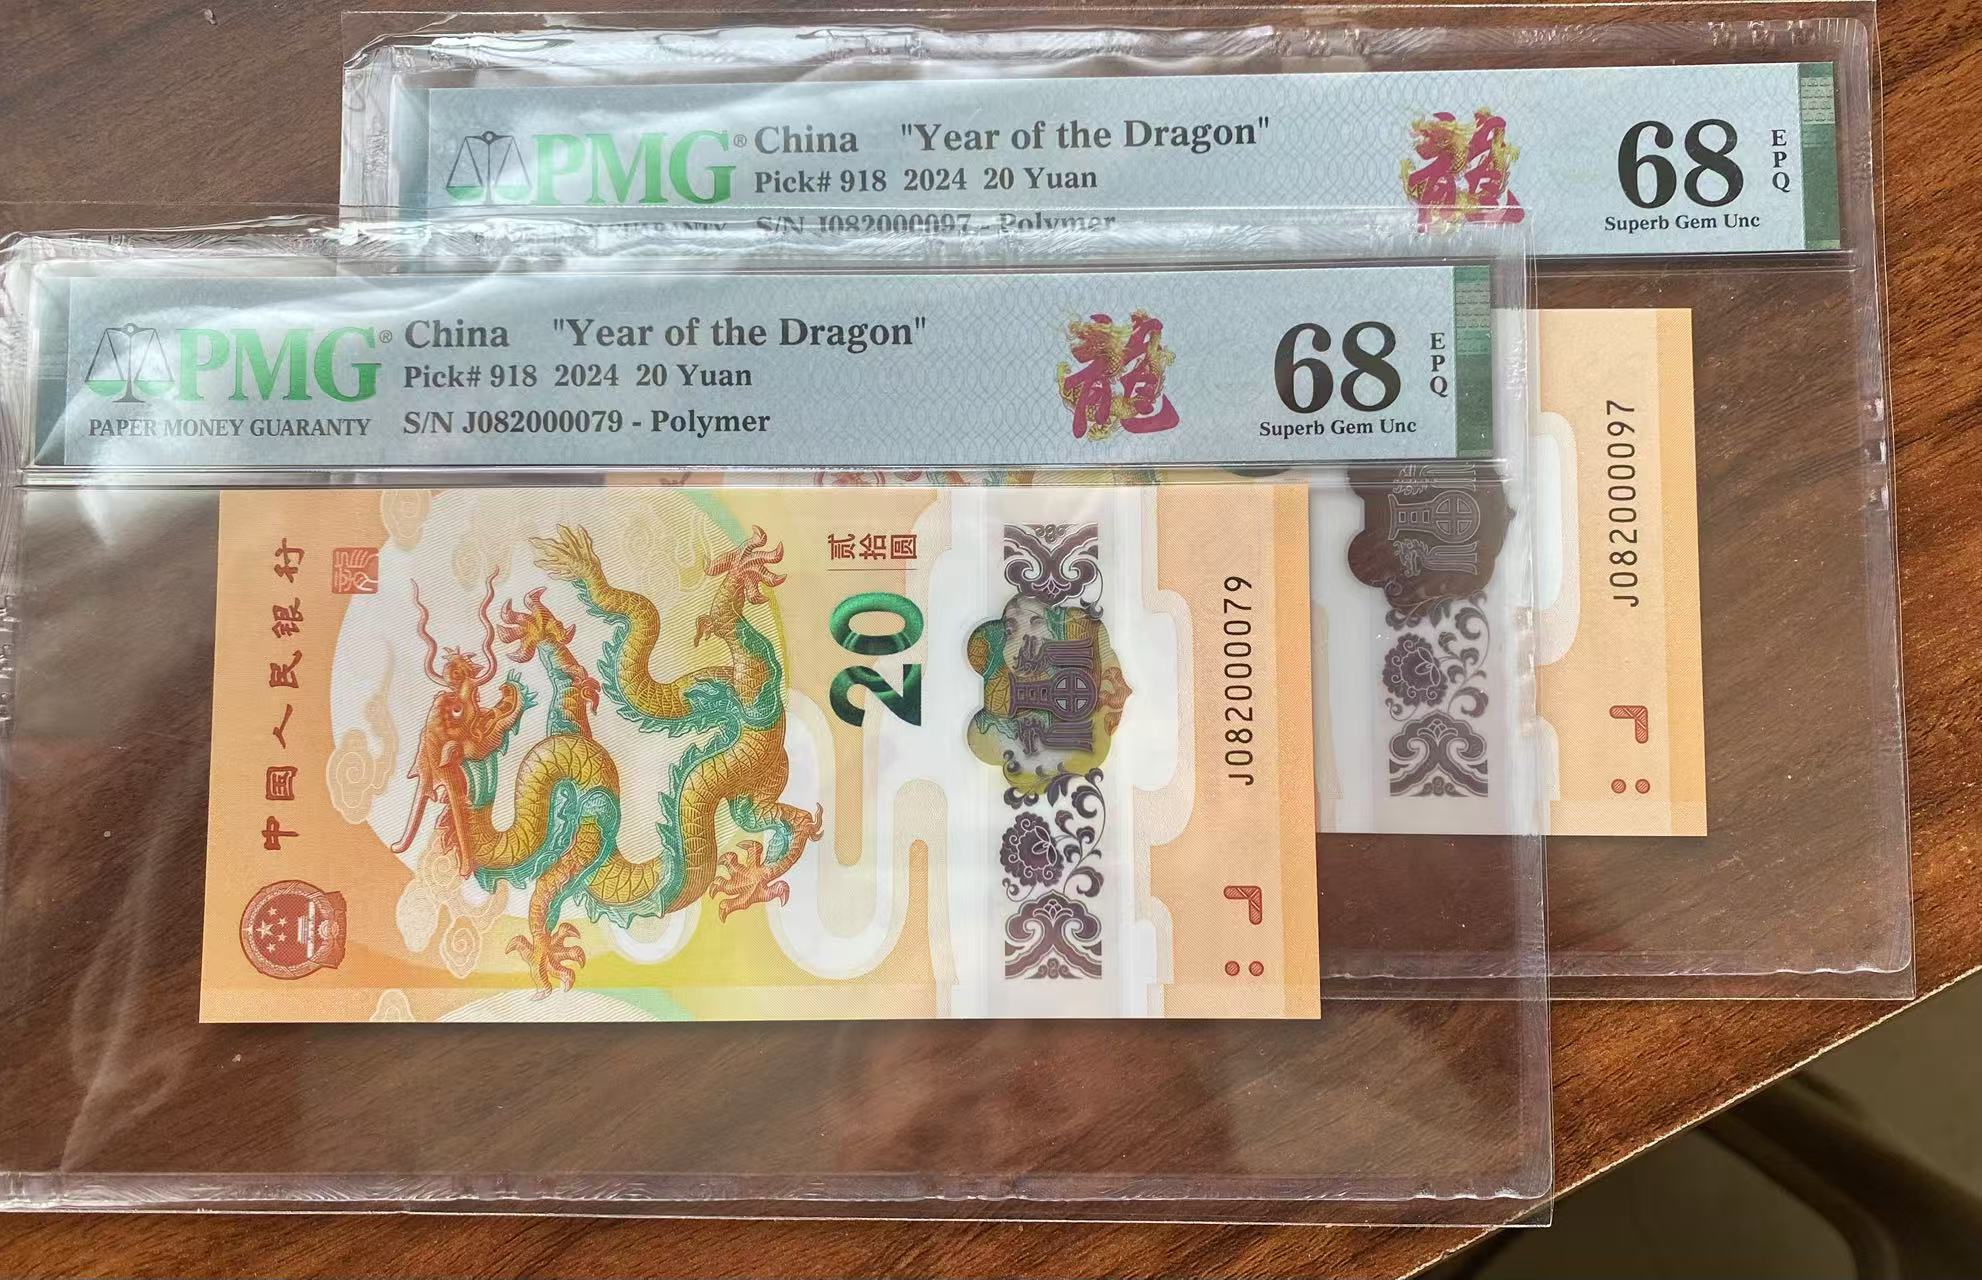 PMG® China "Year of the Dragon" 龍 68 EPQ
Pick# 918 2024 20 Yuan
S/N J082000097 - Polymer Superb Gem Unc
J082000097
PMG® China "Year of the Dragon" 龍 68 EPQ
Pick# 918 2024 20 Yuan
PAPER MONEY GUARANTY S/N J082000079 - Polymer Superb Gem Unc
中国人民银行
贰拾圆
20
J082000079